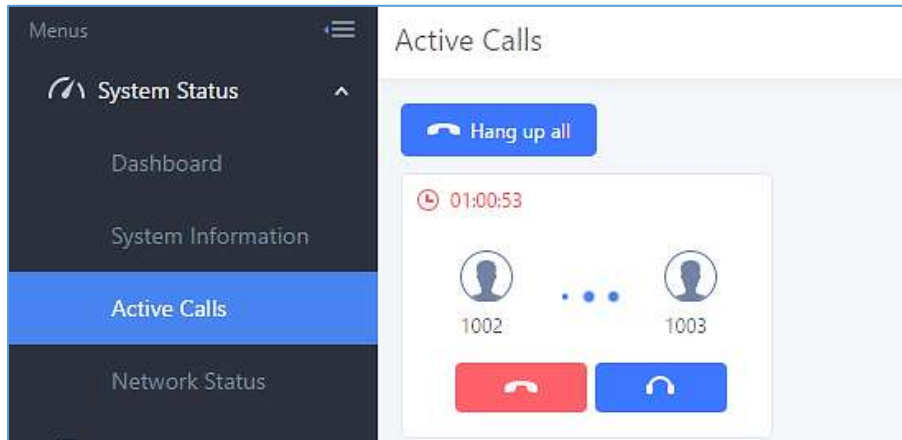 Menus
System Status
Dashboard
System Information
Active Calls
Network Status
Active Calls
Hang up all
01:00:53
1002
1003